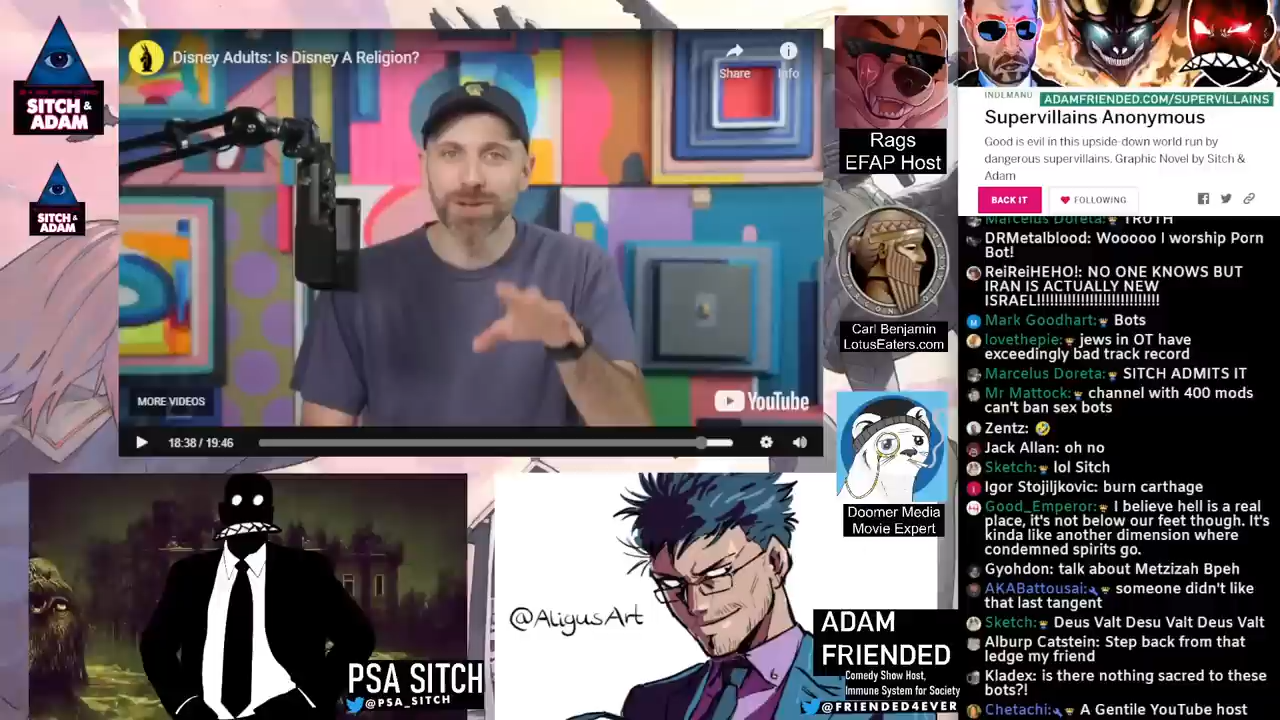 Disney Adults: Is Disney A Religion?
Share
Info
MORE VIDEOS
YouTube
18:38 / 19:46
SITCH &
ADAM
SITCH &
ADAM
Rags
EFAP Host
SARGON
Carl Benjamin
LotusEaters.com
Doomer Media
Movie Expert
PSA SITCH
@PSA_SITCH
@AligusArt
ADAM
FRIENDED
Comedy Show Host,
Immune System for Society
@FRIENDED4EVER
INDEMAND
ADAMFRIENDED.COM/SUPERVILLAINS
Supervillains Anonymous
Good is evil in this upside-down world run by
dangerous supervillains. Graphic Novel by Sitch &
Adam
BACK IT
FOLLOWING
Marcelus Doreta: TRUTH
DRMetalblood: Wooooo I worship Porn
Bot!
ReiReiHEHO!: NO ONE KNOWS BUT
IRAN IS ACTUALLY NEW
ISRAEL!!!!!!!!!!!!!!!!!!!!!!!!!!
Mark Goodhart: Bots
lovethepie: jews in OT have
exceedingly bad track record
Marcelus Doreta: SITCH ADMITS IT
Mr Mattock: channel with 400 mods
can't ban sex bots
Zentz: 🤣
Jack Allan: oh no
Sketch: lol Sitch
Igor Stojiljkovic: burn carthage
Good_Emperor: I believe hell is a real
place, it's not below our feet though. It's
kinda like another dimension where
condemned spirits go.
Gyohdon: talk about Metzizah Bpeh
AKABattousai: someone didn't like
that last tangent
Sketch: Deus Valt Desu Valt Deus Valt
Alburp Catstein: Step back from that
ledge my friend
Kladex: is there nothing sacred to these
bots?!
Chetachi: A Gentile YouTube host